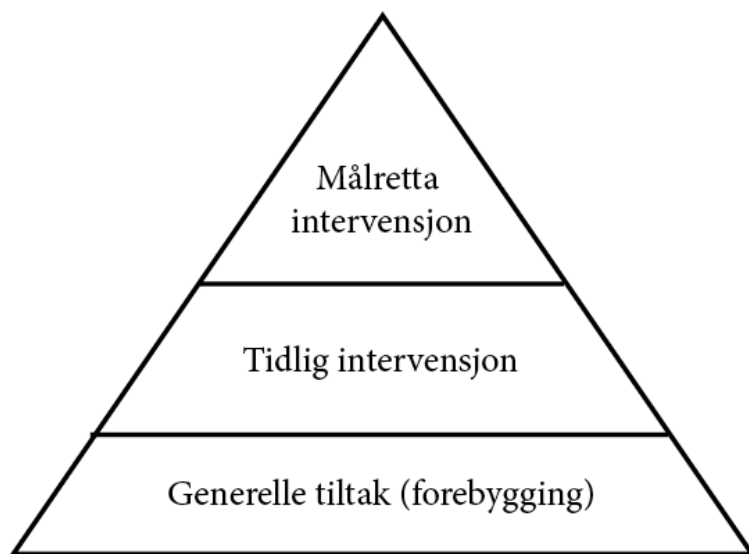 Målretta
intervensjon
Tidlig intervensjon
Generelle tiltak (forebygging)